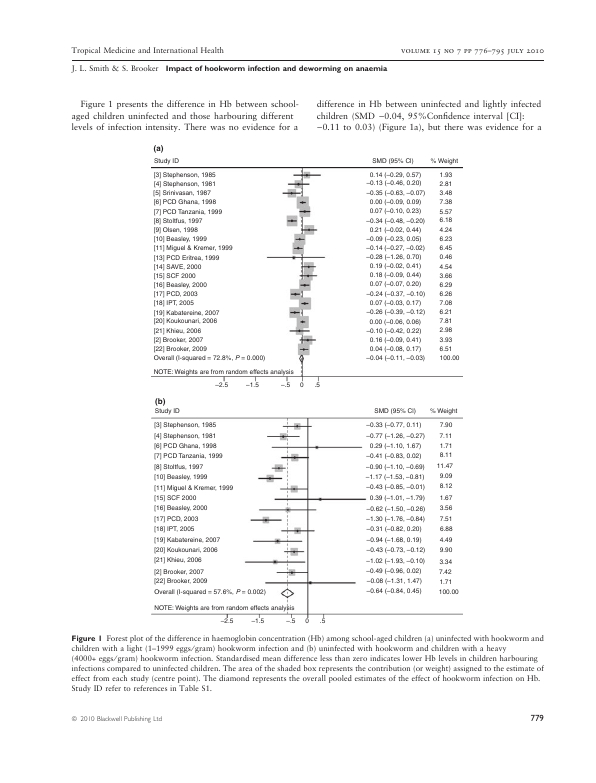 Tropical Medicine and International Health
VOLUME 15 NO 7 PP 776–795 JULY 2010
J. L. Smith & S. Brooker Impact of hookworm infection and deworming on anaemia
Figure 1 presents the difference in Hb between school-
aged children uninfected and those harbouring different
levels of infection intensity. There was no evidence for a
difference in Hb between uninfected and lightly infected
children (SMD −0.04, 95%Confidence interval [CI]:
−0.11 to 0.03) (Figure 1a), but there was evidence for a
(a)
Study ID SMD (95% CI) % Weight
[3] Stephenson, 1985 0.14 (−0.29, 0.57) 1.93
[4] Stephenson, 1981 −0.13 (−0.46, 0.20) 2.81
[5] Srinivasan, 1987 −0.35 (−0.63, −0.07) 3.48
[6] PCD Ghana, 1998 0.00 (−0.09, 0.09) 7.38
[7] PCD Tanzania, 1999 0.07 (−0.10, 0.23) 5.57
[8] Stoltfus, 1997 −0.34 (−0.48, −0.20) 6.18
[9] Olsen, 1998 0.21 (−0.02, 0.44) 4.24
[10] Beasley, 1999 −0.09 (−0.23, 0.05) 6.23
[11] Miguel & Kremer, 1999 −0.14 (−0.27, −0.02) 6.45
[13] PCD Eritrea, 1999 −0.28 (−1.26, 0.70) 0.46
[14] SAVE, 2000 0.19 (−0.02, 0.41) 4.54
[15] SCF 2000 0.18 (−0.09, 0.44) 3.66
[16] Beasley, 2000 0.07 (−0.07, 0.20) 6.29
[17] PCD, 2003 −0.24 (−0.37, −0.10) 6.26
[18] IPT, 2005 0.07 (−0.03, 0.17) 7.08
[19] Kabatereine, 2007 −0.26 (−0.39, −0.12) 6.21
[20] Koukounari, 2006 0.00 (−0.06, 0.06) 7.81
[21] Khieu, 2006 −0.10 (−0.42, 0.22) 2.98
[2] Brooker, 2007 0.16 (−0.09, 0.41) 3.93
[22] Brooker, 2009 0.04 (−0.08, 0.17) 6.51
Overall (I-squared = 72.8%, P = 0.000) −0.04 (−0.11, −0.03) 100.00
NOTE: Weights are from random effects analysis
−2.5 −1.5 −.5 0 .5
(b)
Study ID SMD (95% CI) % Weight
[3] Stephenson, 1985 −0.33 (−0.77, 0.11) 7.90
[4] Stephenson, 1981 −0.77 (−1.26, −0.27) 7.11
[6] PCD Ghana, 1998 0.29 (−1.10, 1.67) 1.71
[7] PCD Tanzania, 1999 −0.41 (−0.83, 0.02) 8.11
[8] Stoltfus, 1997 −0.90 (−1.10, −0.69) 11.47
[10] Beasley, 1999 −1.17 (−1.53, −0.81) 9.09
[11] Miguel & Kremer, 1999 −0.43 (−0.85, −0.01) 8.12
[15] SCF 2000 0.39 (−1.01, −1.79) 1.67
[16] Beasley, 2000 −0.62 (−1.50, −0.26) 3.56
[17] PCD, 2003 −1.30 (−1.76, −0.84) 7.51
[18] IPT, 2005 −0.31 (−0.82, 0.20) 6.88
[19] Kabatereine, 2007 −0.94 (−1.68, 0.19) 4.49
[20] Koukounari, 2006 −0.43 (−0.73, −0.12) 9.90
[21] Khieu, 2006 −1.02 (−1.93, −0.10) 3.34
[2] Brooker, 2007 −0.49 (−0.96, 0.02) 7.42
[22] Brooker, 2009 −0.08 (−1.31, 1.47) 1.71
Overall (I-squared = 57.6%, P = 0.002) −0.64 (−0.84, 0.45) 100.00
NOTE: Weights are from random effects analysis
−2.5 −1.5 −.5 0 .5
Figure 1 Forest plot of the difference in haemoglobin concentration (Hb) among school-aged children (a) uninfected with hookworm and
children with a light (1–1999 eggs/gram) hookworm infection and (b) uninfected with hookworm and children with a heavy
(4000+ eggs/gram) hookworm infection. Standardised mean difference less than zero indicates lower Hb levels in children harbouring
infections compared to uninfected children. The area of the shaded box represents the contribution (or weight) assigned to the estimate of
effect from each study (centre point). The diamond represents the overall pooled estimates of the effect of hookworm infection on Hb.
Study ID refer to references in Table S1.
© 2010 Blackwell Publishing Ltd
779